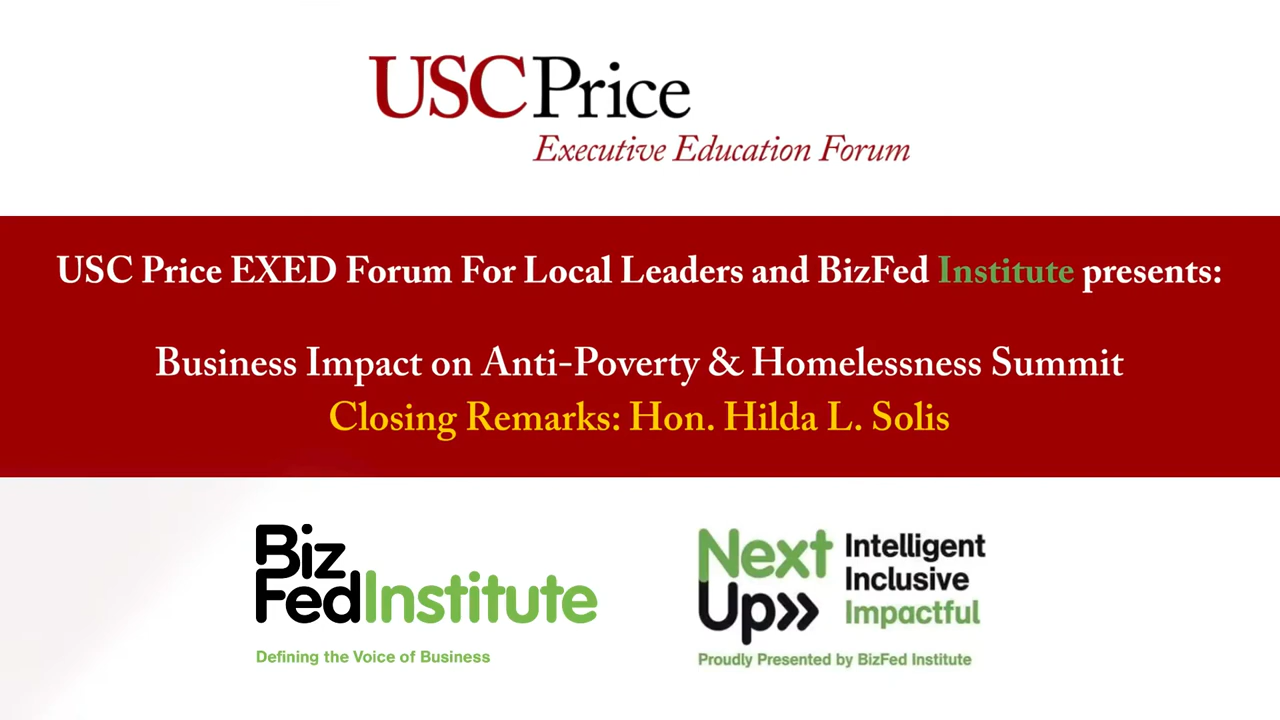 USC Price
Executive Education Forum
USC Price EXED Forum For Local Leaders and BizFed Institute presents:
Business Impact on Anti-Poverty & Homelessness Summit
Closing Remarks: Hon. Hilda L. Solis
Biz
FedInstitute
Defining the Voice of Business
Next
Up»
Intelligent
Inclusive
Impactful
Proudly Presented by BizFed Institute